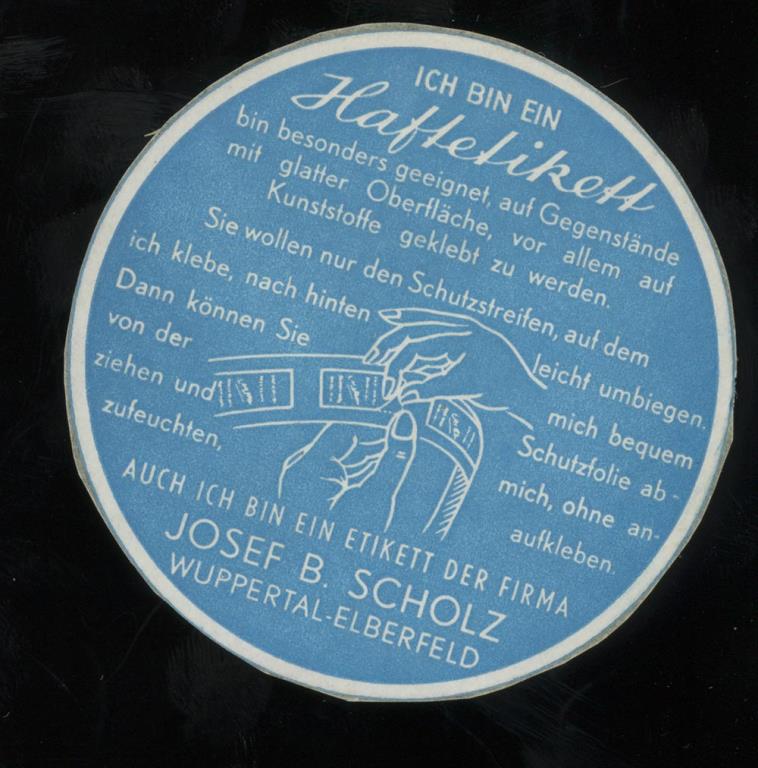 ICH BIN EIN
Haftetikett
bin besonders geeignet, auf Gegenstände
mit glatter Oberfläche, vor allem auf
Kunststoffe geklebt zu werden.
Sie wollen nur den Schutzstreifen, auf dem
ich klebe, nach hinten leicht umbiegen.
Dann können Sie mich bequem
von der Schutzfolie ab-
ziehen und mich, ohne an-
zufeuchten, aufkleben.
AUCH ICH BIN EIN ETIKETT DER FIRMA
JOSEF B. SCHOLZ
WUPPERTAL-ELBERFELD